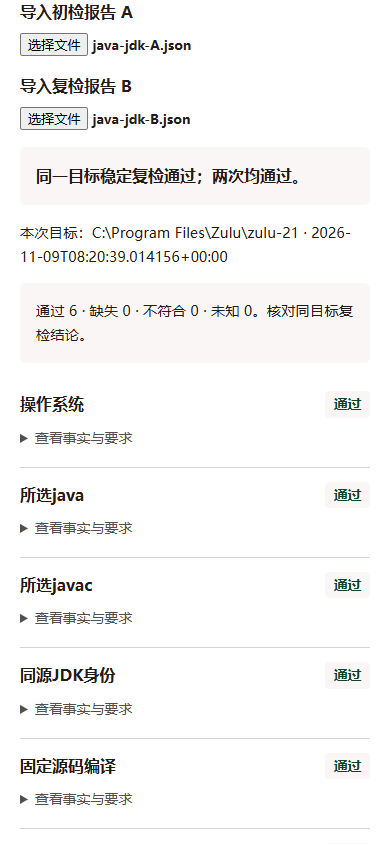 导入初检报告 A
选择文件 java-jdk-A.json
导入复检报告 B
选择文件 java-jdk-B.json
同一目标稳定复检通过；两次均通过。
本次目标：C:\Program Files\Zulu\zulu-21 · 2026-
11-09T08:20:39.014156+00:00
通过 6 · 缺失 0 · 不符合 0 · 未知 0。核对同目标复
检结论。
操作系统 通过
▶ 查看事实与要求
所选java 通过
▶ 查看事实与要求
所选javac 通过
▶ 查看事实与要求
同源JDK身份 通过
▶ 查看事实与要求
固定源码编译 通过
▶ 查看事实与要求